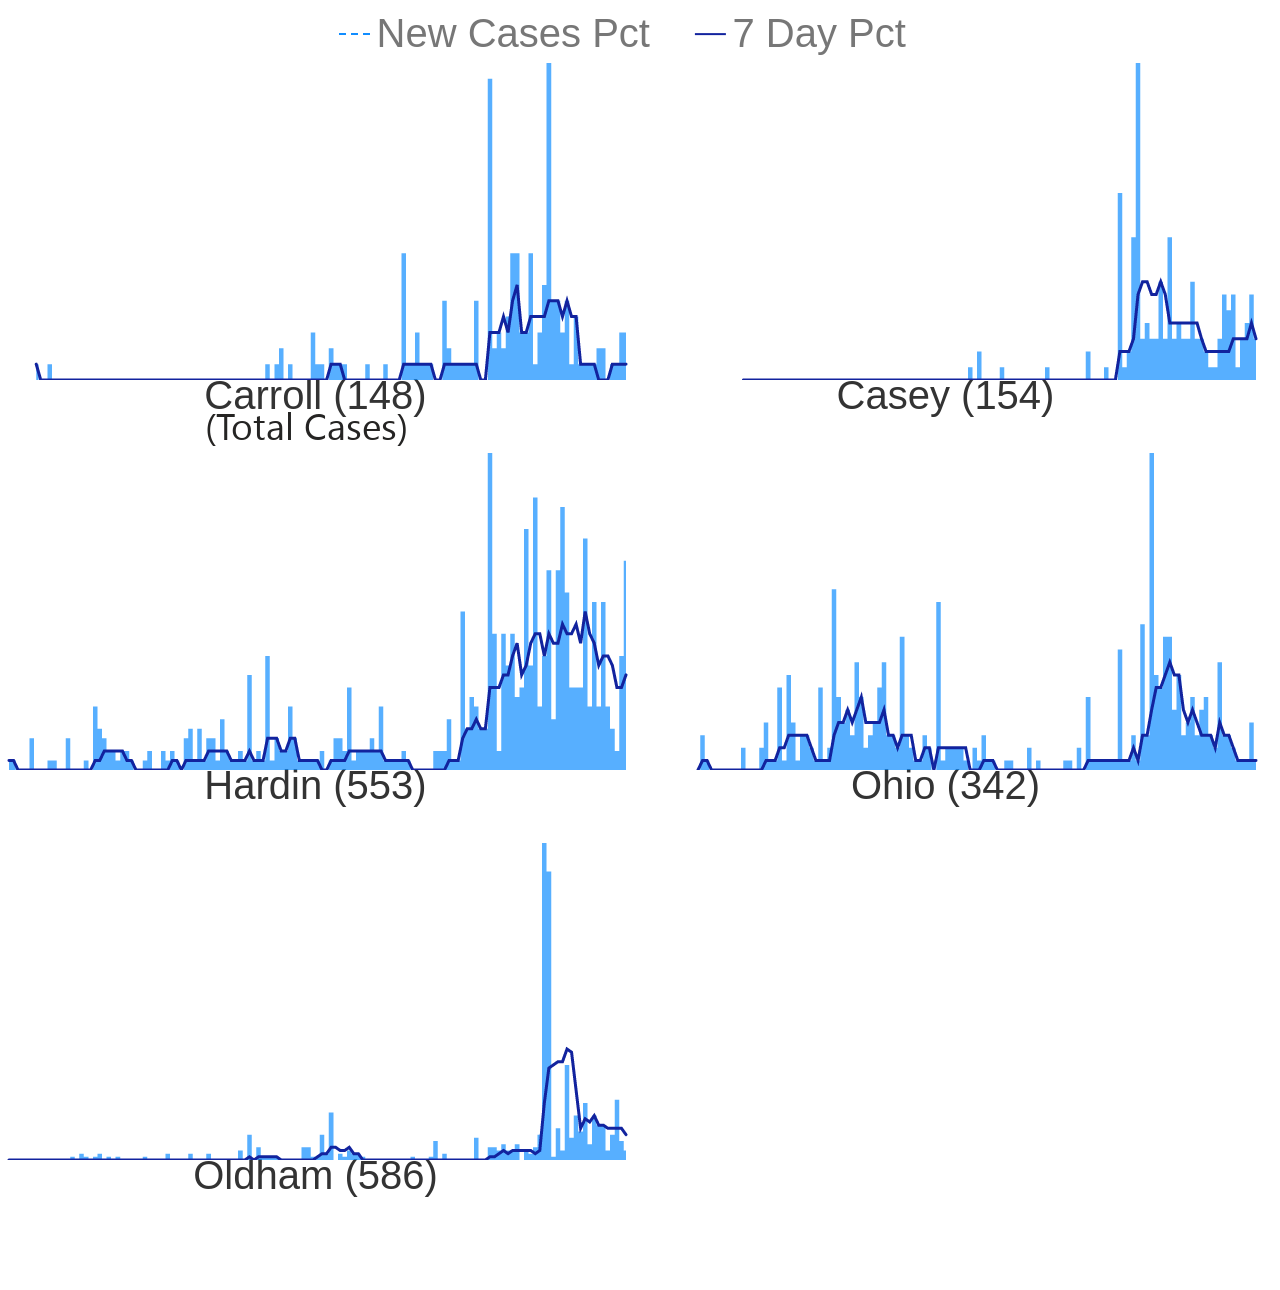 New Cases Pct 7 Day Pct
Carroll (148)
(Total Cases)
Casey (154)
Hardin (553)
Ohio (342)
Oldham (586)